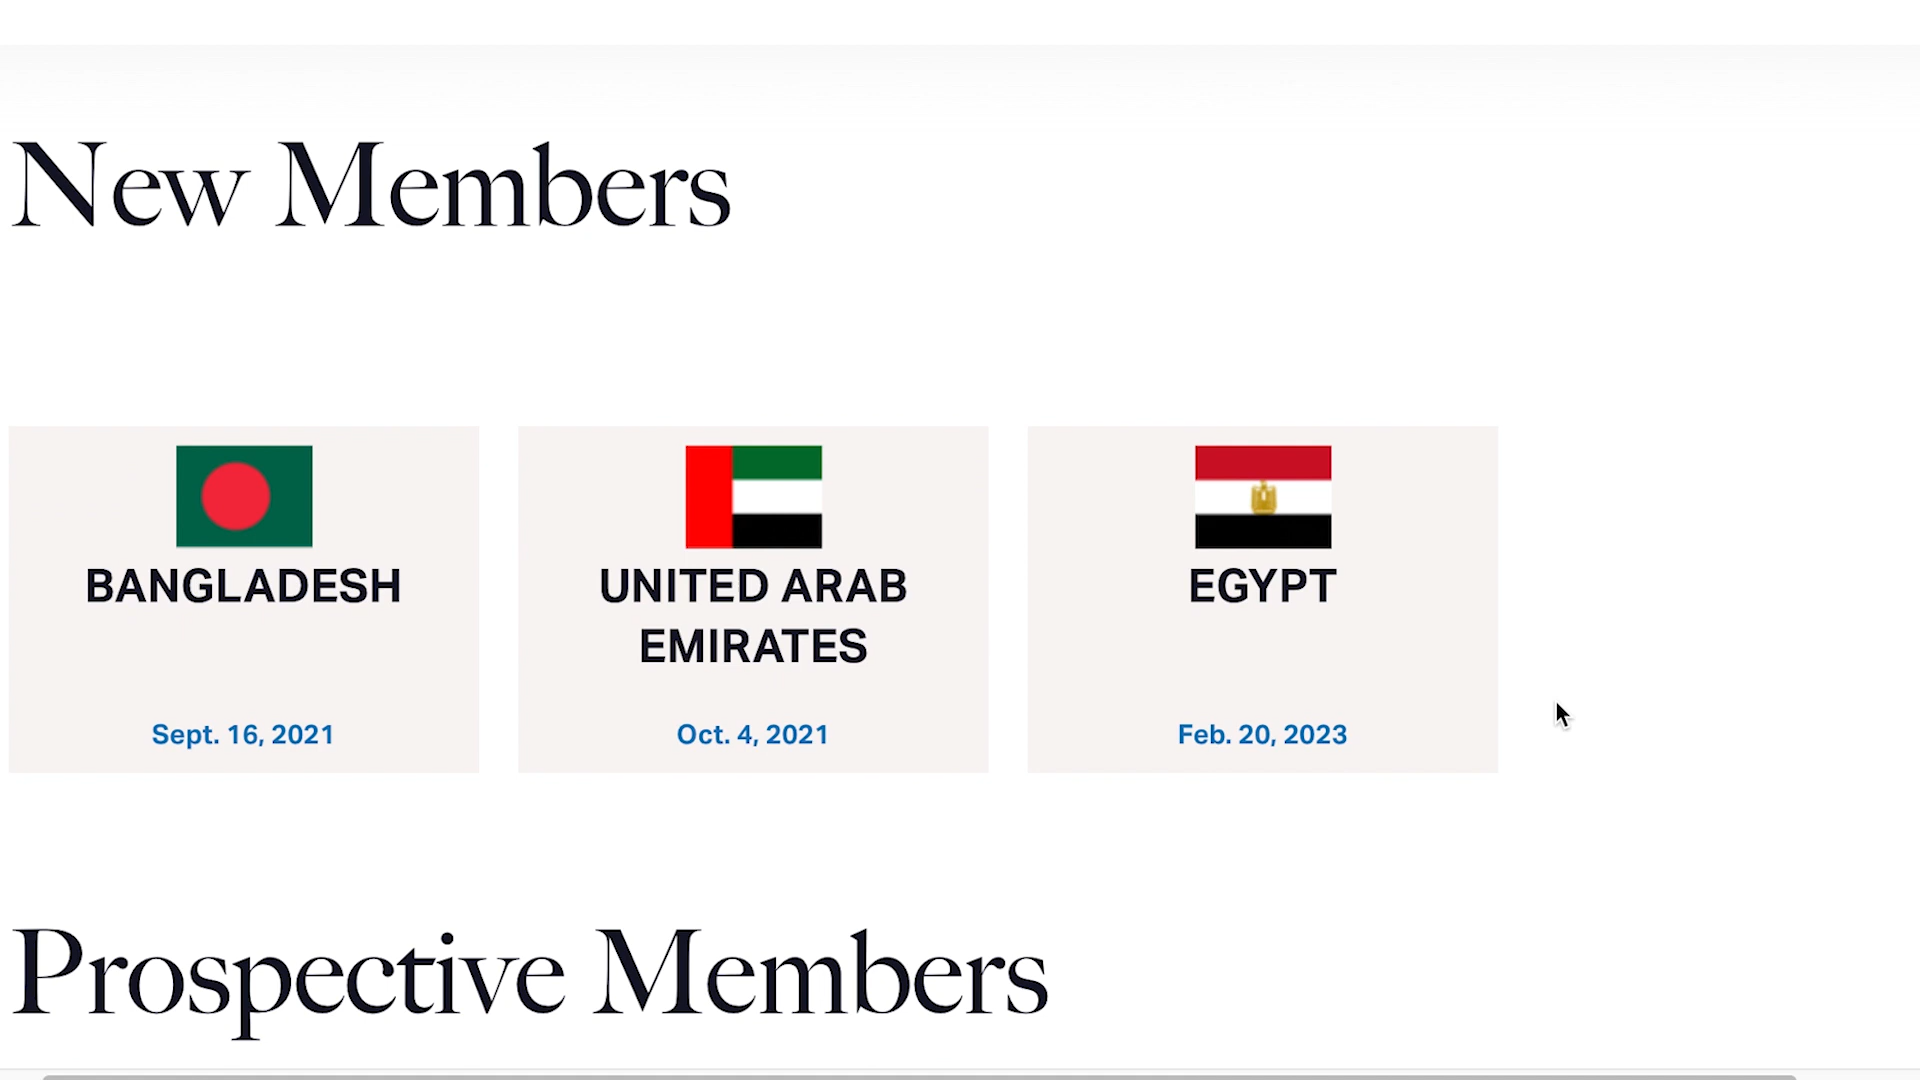 New Members
BANGLADESH
Sept. 16, 2021
UNITED ARAB
EMIRATES
Oct. 4, 2021
EGYPT
Feb. 20, 2023
Prospective Members